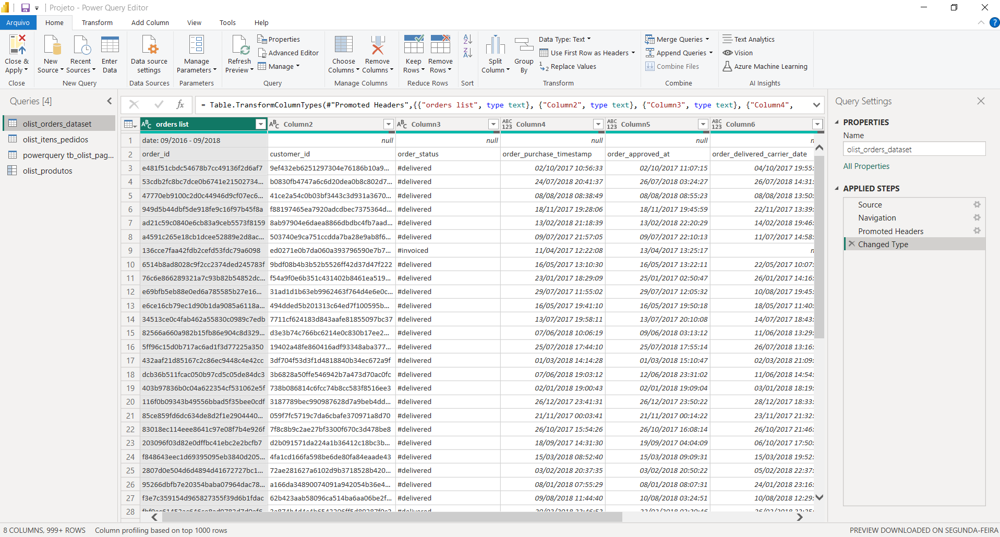 Projeto - Power Query Editor
Arquivo Home Transform Add Column View Tools Help
Close & Apply
Close
New Source
Recent Sources
Enter Data
New Query
Data source settings
Data Sources
Manage Parameters
Parameters
Refresh Preview
Properties
Advanced Editor
Manage
Query
Choose Columns
Remove Columns
Manage Columns
Keep Rows
Remove Rows
Reduce Rows
Sort
Split Column
Group By
Data Type: Text
Use First Row as Headers
Replace Values
Transform
Merge Queries
Append Queries
Combine Files
Combine
Text Analytics
Vision
Azure Machine Learning
AI Insights
Queries [4]
olist_orders_dataset
olist_itens_pedidos
powerquery tb_olist_pag...
olist_produtos
fx = Table.TransformColumnTypes(#"Promoted Headers",{{"orders list", type text}, {"Column2", type text}, {"Column3", type text}, {"Column4",
orders list Column2 Column3 Column4 Column5 Column6
1 date: 09/2016 - 09/2018 null null null null n
2 order_id customer_id order_status order_purchase_timestamp order_approved_at order_delivered_carrier_date
3 e481f51cbdc54678b7cc49136f2d6af7 9ef432eb6251297304e76186b10a9... #delivered 02/10/2017 10:56:33 02/10/2017 11:07:15 04/10/2017 19:55:
4 53cdb2fc8bc7dce0b6741e21502734... b0830fb4747a6c6d20dea0b8c802d7... #delivered 24/07/2018 20:41:37 26/07/2018 03:24:27 26/07/2018 14:31:
5 47770eb9100c2d0c44946d9cf07ec6... 41ce2a54c0b03bf3443c3d931a3670... #delivered 08/08/2018 08:38:49 08/08/2018 08:55:23 08/08/2018 13:50:
6 949d5b44dbf5de918fe9c16f97b45f8a f88197465ea7920adcdbec7375364d... #delivered 18/11/2017 19:28:06 18/11/2017 19:45:59 22/11/2017 13:39:
7 ad21c59c0840e6cb83a9ceb5573f8159 8ab97904e6daea8866dbdbc4fb7aad... #delivered 13/02/2018 21:18:39 13/02/2018 22:20:29 14/02/2018 19:46:
8 a4591c265e18cb1dcee52889e2d8ac... 503740e9ca751ccdda7ba28e9ab8f6... #delivered 09/07/2017 21:57:05 09/07/2017 22:10:13 11/07/2017 14:58:
9 136cce7faa42fdb2cefd53fdc79a6098 ed0271e0b7da060a393796590e7b7... #invoiced 11/04/2017 12:22:08 13/04/2017 13:25:17 n
10 6514b8ad8028c9f2cc2374ded245783f 9bdf08b4b3b52b5526ff42d37d47f222 #delivered 16/05/2017 13:10:30 16/05/2017 13:22:11 22/05/2017 10:07:
11 76c6e866289321a7c93b82b54852dc... f54a9f0e6b351c431402b8461ea519... #delivered 23/01/2017 18:29:09 25/01/2017 02:50:47 26/01/2017 14:16:
12 e69bfb5eb88e0ed6a785585b27e16... 31ad1d1b63eb9962463f764d4e6e0c... #delivered 29/07/2017 11:55:02 29/07/2017 12:05:32 10/08/2017 19:45:
13 e6ce16cb79ec1d90b1da9085a6118a... 494dded5b201313c64ed7f100595b... #delivered 16/05/2017 19:41:10 16/05/2017 19:50:18 18/05/2017 11:40:
14 34513ce0c4fab462a55830c0989c7edb 7711cf624183d843aafe81855097bc37 #delivered 13/07/2017 19:58:11 13/07/2017 20:10:08 14/07/2017 18:43:
15 82566a660a982b15fb86e904c8d329... d3e3b74c766bc6214e0c830b17ee2... #delivered 07/06/2018 10:06:19 09/06/2018 03:13:12 11/06/2018 13:29:
16 5ff96c15d0b717ac6ad1f3d77225a350 19402a48fe860416adf93348aba377... #delivered 25/07/2018 17:44:10 25/07/2018 17:55:14 26/07/2018 13:16:
17 432aaf21d85167c2c86ec9448c4e42cc 3df704f53d3f1d4818840b34ec672a9f #delivered 01/03/2018 14:14:28 01/03/2018 15:10:47 02/03/2018 21:09:
18 dcb36b511fcac050b97cd5c05de84dc3 3b6828a50ffe546942b7a473d70ac0fc #delivered 07/06/2018 19:03:12 12/06/2018 23:31:02 11/06/2018 14:54:
19 403b97836b0c04a622354cf531062e5f 738b086814c6fcc74b8cc583f8516ee3 #delivered 02/01/2018 19:00:43 02/01/2018 19:09:04 03/01/2018 18:19:
20 116f0b09343b49556bbad5f35bee0cdf 3187789bec990987628d7a9beb4dd... #delivered 26/12/2017 23:41:31 26/12/2017 23:50:22 28/12/2017 18:33:
21 85ce859fd6dc634de8d2f1e2904440... 059f7fc5719c7da6cbafe370971a8d70 #delivered 21/11/2017 00:03:41 21/11/2017 00:14:22 23/11/2017 21:32:
22 83018ec114eee8641c97e08f7b4e926f 7f8c8b9c2ae27bf3300f670c3d478be8 #delivered 26/10/2017 15:54:26 26/10/2017 16:08:14 26/10/2017 21:46:
23 203096f03d82e0dffbc41ebc2e2bcfb7 d2b091571da224a1b36412c18bc3b... #delivered 18/09/2017 14:31:30 19/09/2017 04:04:09 06/10/2017 17:50:
24 f848643eec1d69395095eb3840d205... 4fa1cd166fa598be6de80fa84eaade43 #delivered 15/03/2018 08:52:40 15/03/2018 09:09:31 15/03/2018 19:52:
25 2807d0e504d6d4894d41672727bc1... 72ae281627a6102d9b3718528b420... #delivered 03/02/2018 20:37:35 03/02/2018 20:50:22 05/02/2018 22:37:
26 95266dbfb7e20354baba07964dac78... a166da34890074091a942054b36e4... #delivered 08/01/2018 07:55:29 08/01/2018 08:07:31 24/01/2018 23:16:
27 f3e7c359154d965827355f39d6b1fdac 62b423aab58096ca514ba6aa06be2f... #delivered 09/08/2018 11:44:40 10/08/2018 03:24:51 10/08/2018 12:29:
28
Query Settings
PROPERTIES
Name
olist_orders_dataset
All Properties
APPLIED STEPS
Source
Navigation
Promoted Headers
Changed Type
8 COLUMNS, 999+ ROWS Column profiling based on top 1000 rows PREVIEW DOWNLOADED ON SEGUNDA-FEIRA